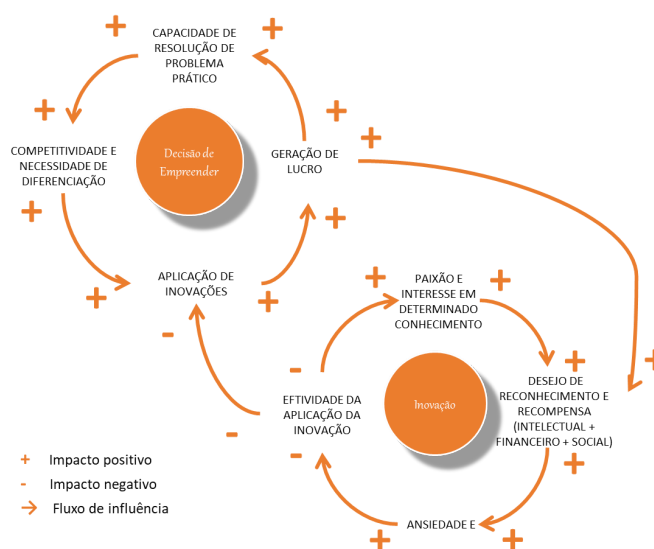 CAPACIDADE DE
RESOLUÇÃO DE
PROBLEMA
PRÁTICO
COMPETITIVIDADE E
NECESSIDADE DE
DIFERENCIAÇÃO
Decisão de
Empreender
GERAÇÃO DE
LUCRO
APLICAÇÃO DE
INOVAÇÕES
PAIXÃO E
INTERESSE EM
DETERMINADO
CONHECIMENTO
EFTIVIDADE DA
APLICAÇÃO DA
INOVAÇÃO
Inovação
DESEJO DE
RECONHECIMENTO E
RECOMPENSA
(INTELECTUAL +
FINANCEIRO + SOCIAL)
ANSIEDADE E
+ Impacto positivo
- Impacto negativo
→ Fluxo de influência